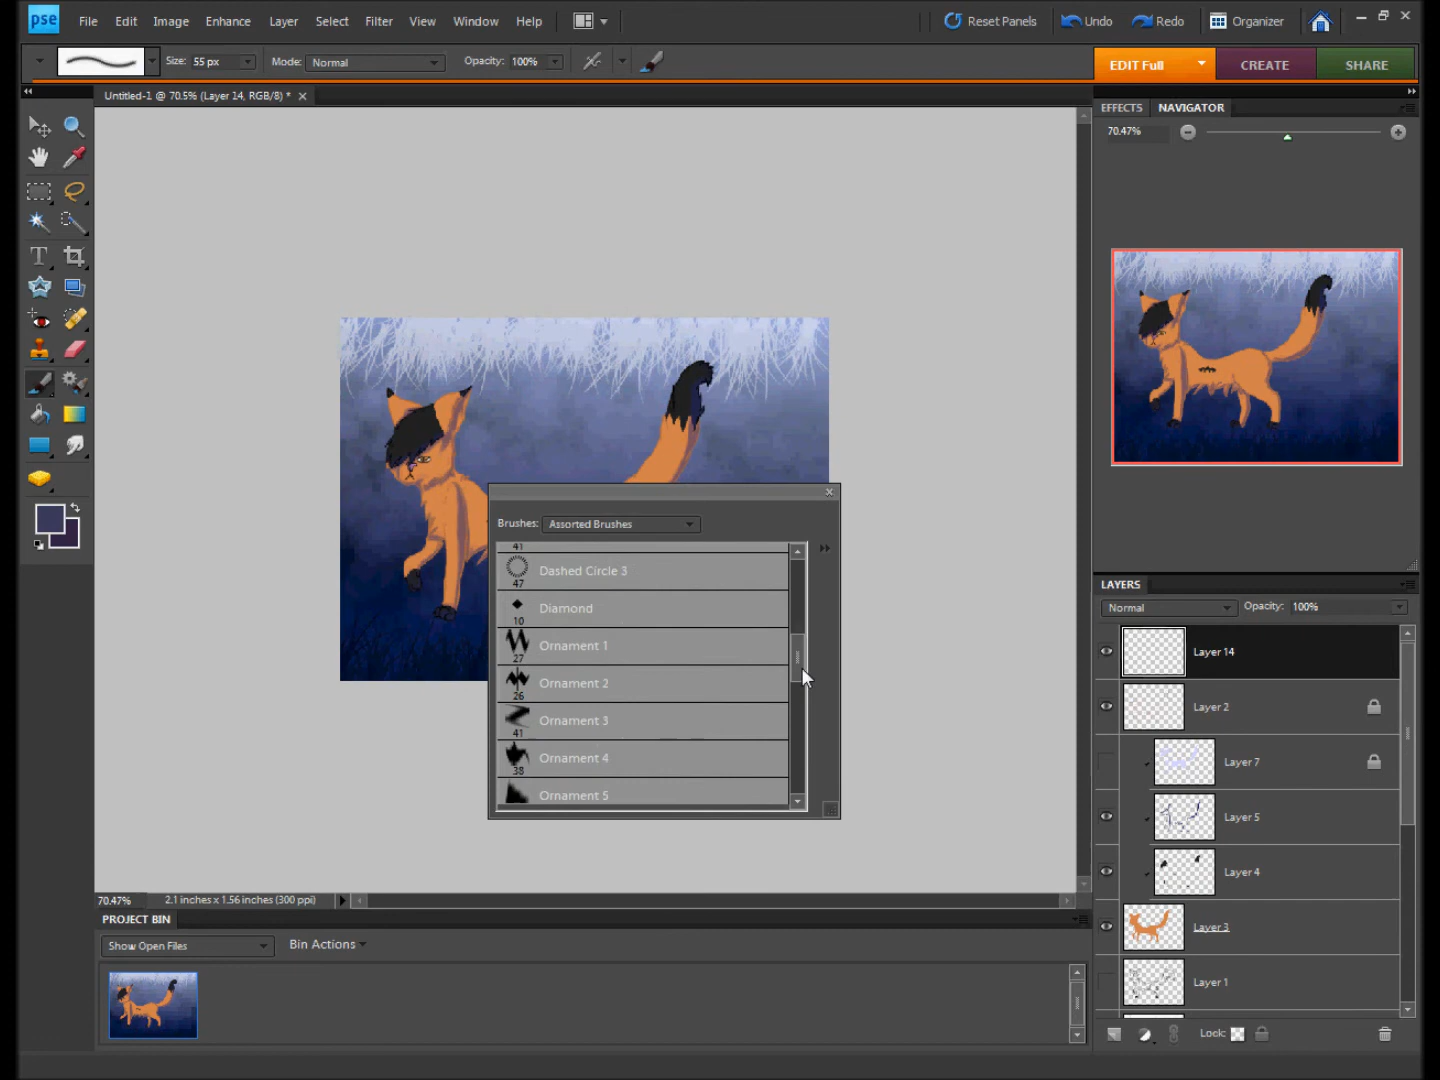 pse File Edit Image Enhance Layer Select Filter View Window Help Reset Panels Undo Redo Organizer
Size: 55 px Mode: Normal Opacity: 100% EDIT Full CREATE SHARE
Untitled-1 @ 70.5% (Layer 14, RGB/8) *
EFFECTS NAVIGATOR
70.47%
Brushes: Assorted Brushes
41
Dashed Circle 3
47
Diamond
10
Ornament 1
27
Ornament 2
26
Ornament 3
41
Ornament 4
38
Ornament 5
LAYERS
Normal Opacity: 100%
Layer 14
Layer 2
Layer 7
Layer 5
Layer 4
Layer 3
Layer 1
Lock:
70.47% 2.1 inches x 1.56 inches (300 ppi)
PROJECT BIN
Show Open Files Bin Actions